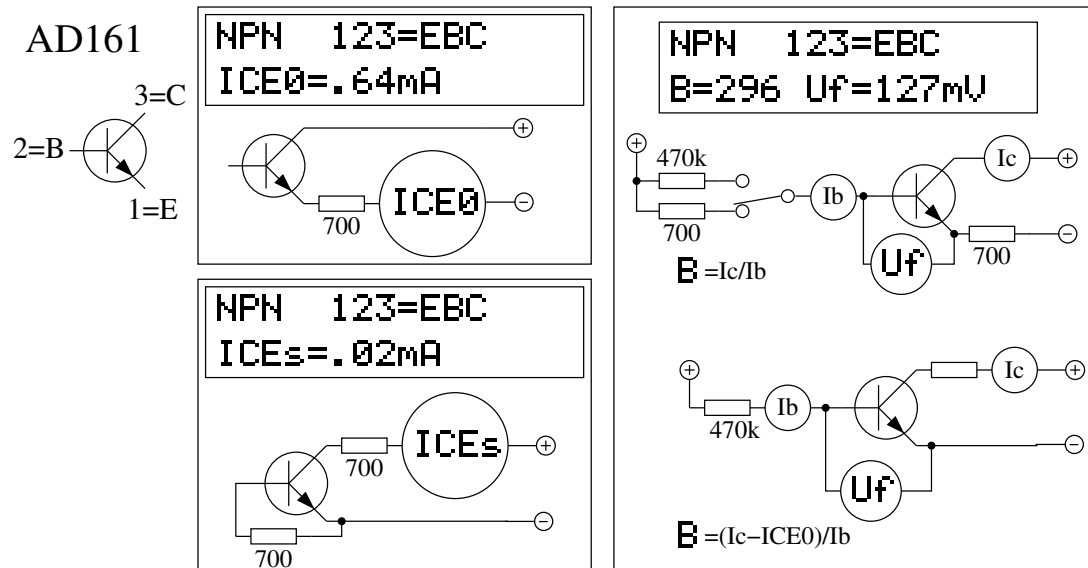 AD161
3=C
2=B
1=E
NPN 123=EBC
ICE0=.64mA
+
ICE0
−
700
NPN 123=EBC
ICEs=.02mA
ICEs
+
700
−
700
NPN 123=EBC
B=296 Uf=127mV
+
470k
Ic
+
Ib
700
−
Uf
700
B =Ic/Ib
+
Ic
+
Ib
470k
−
Uf
B =(Ic−ICE0)/Ib